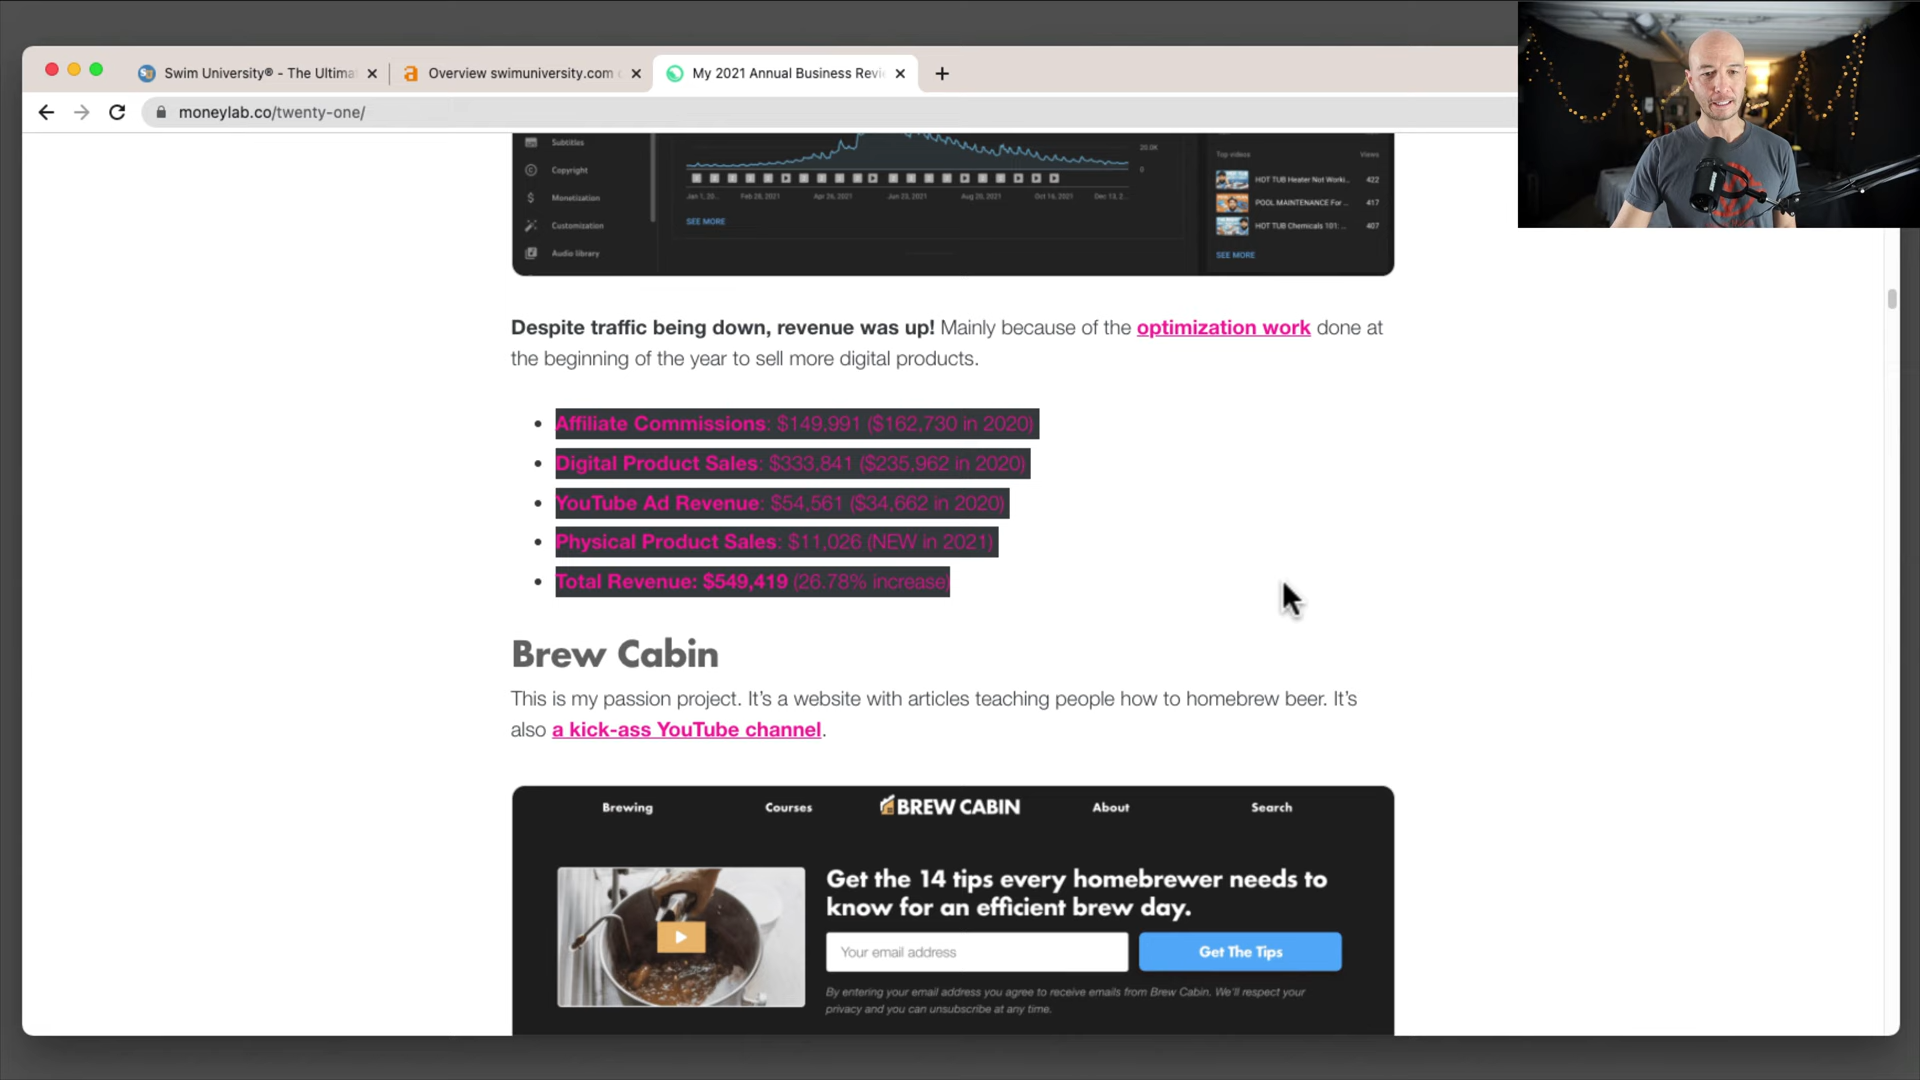 Swim University® - The Ultima
Overview swimuniversity.com
My 2021 Annual Business Revi
moneylab.co/twenty-one/
Subtitles
Copyright
Monetisation
Customization
Audio library
20.0K
0
Jan 1, 20...
Feb 28, 2021
Apr 26, 2021
Jun 23, 2021
Aug 20, 2021
Oct 16, 2021
Dec 13, 2...
SEE MORE
Top videos
Views
HOT TUB Heater Not Worki...
422
POOL MAINTENANCE For ...
417
HOT TUB Chemicals 101: ...
407
SEE MORE
Despite traffic being down, revenue was up! Mainly because of the optimization work done at
the beginning of the year to sell more digital products.
• Affiliate Commissions: $149,991 ($162,730 in 2020)
• Digital Product Sales: $333,841 ($235,962 in 2020)
• YouTube Ad Revenue: $54,561 ($34,662 in 2020)
• Physical Product Sales: $11,026 (NEW in 2021)
• Total Revenue: $549,419 (26.78% increase)
Brew Cabin
This is my passion project. It's a website with articles teaching people how to homebrew beer. It's
also a kick-ass YouTube channel.
Brewing
Courses
BREW CABIN
About
Search
Get the 14 tips every homebrewer needs to
know for an efficient brew day.
Your email address
Get The Tips
By entering your email address you agree to receive emails from Brew Cabin. We'll respect your
privacy and you can unsubscribe at any time.